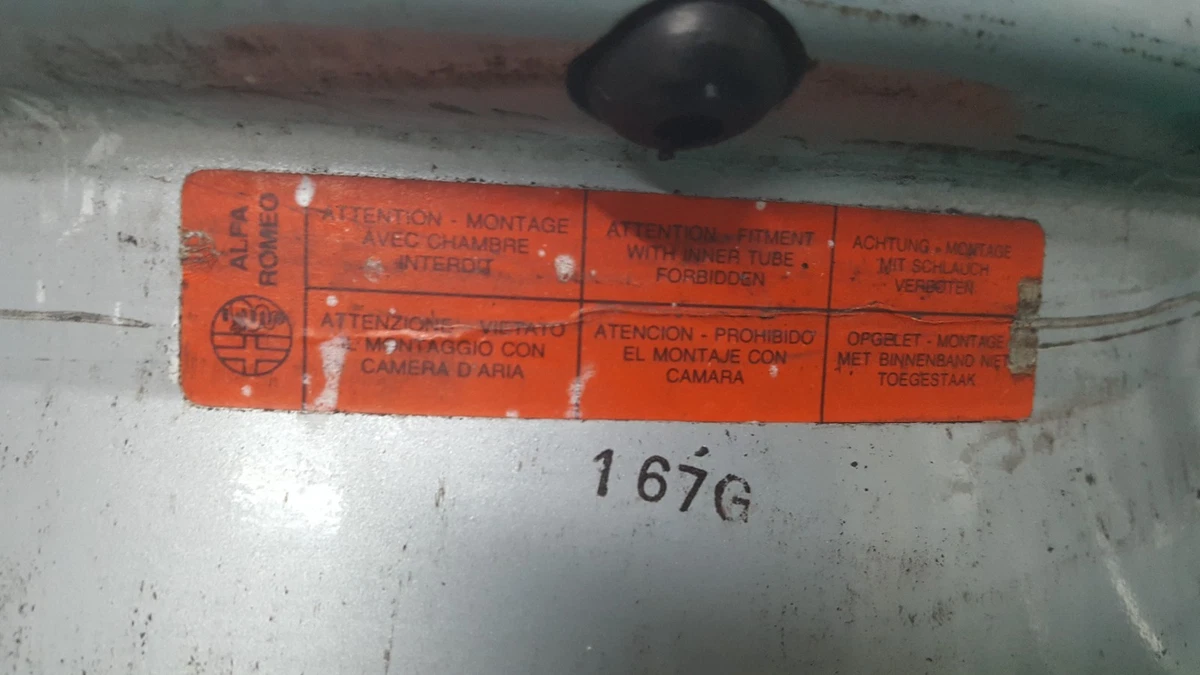 ALFA
ROMEO
ATTENTION - MONTAGE
AVEC CHAMBRE
INTERDIT
ATTENTION - FITMENT
WITH INNER TUBE
FORBIDDEN
ACHTUNG - MONTAGE
MIT SCHLAUCH
VERBOTEN
ATTENZIONE - VIETATO
IL MONTAGGIO CON
CAMERA D'ARIA
ATENCION - PROHIBIDO
EL MONTAJE CON
CAMARA
OPGELET - MONTAGE
MET BINNENBAND NIET
TOEGESTAAK
167G